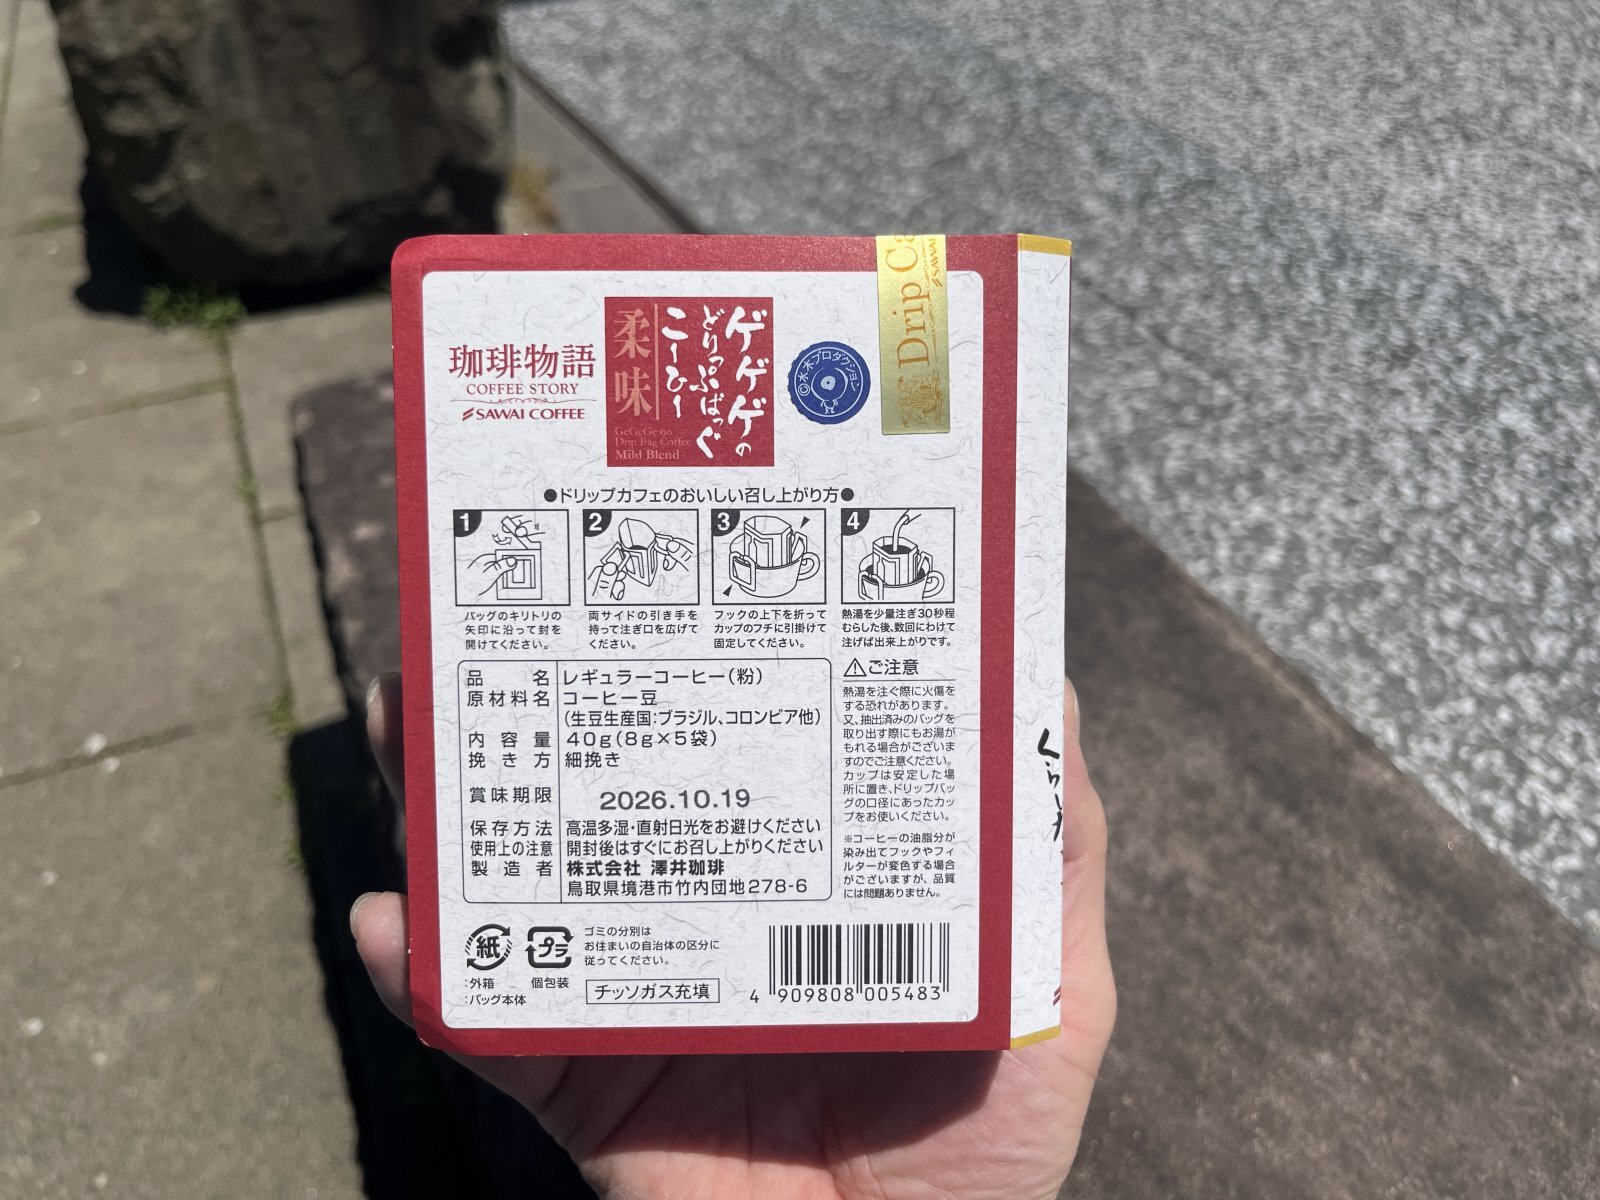 珈琲物語
COFFEE STORY
SAWAI COFFEE
ゲゲゲの
どりっぷばっぐ
こーひー
柔味
GeGeGe no
Drip Bag Coffee
Mild Blend
©水木プロダクション
Drip Ca
SAWAI
●ドリップカフェのおいしい召し上がり方●
1
バッグのキリトリの
矢印に沿って封を
開けてください。
2
両サイドの引き手を
持って注ぎ口を広げて
ください。
3
フックの上下を折って
カップのフチに引掛けて
固定してください。
4
熱湯を少量注ぎ30秒程
むらした後、数回にわけて
注げば出来上がりです。
品名 レギュラーコーヒー(粉)
原材料名 コーヒー豆
(生豆生産国:ブラジル、コロンビア他)
内容量 40g(8g×5袋)
挽き方 細挽き
賞味期限 2026.10.19
保存方法 高温多湿・直射日光をお避けください
使用上の注意 開封後はすぐにお召し上がりください
製造者 株式会社 澤井珈琲
鳥取県境港市竹内団地278-6
⚠ご注意
熱湯を注ぐ際に火傷を
する恐れがあります。
又、抽出済みのバッグを
取り出す際にもお湯が
もれる場合がございま
すのでご注意ください。
カップは安定した場
所に置き、ドリップバッ
グの口径にあったカッ
プをお使いください。
※コーヒーの油脂分が
染み出てフックやフィ
ルターが変色する場合
がございますが、品質
には問題ありません。
紙
:外箱
:バッグ本体
プラ
個包装
ゴミの分別は
お住まいの自治体の区分に
従ってください。
チッソガス充填
4 909808 005483